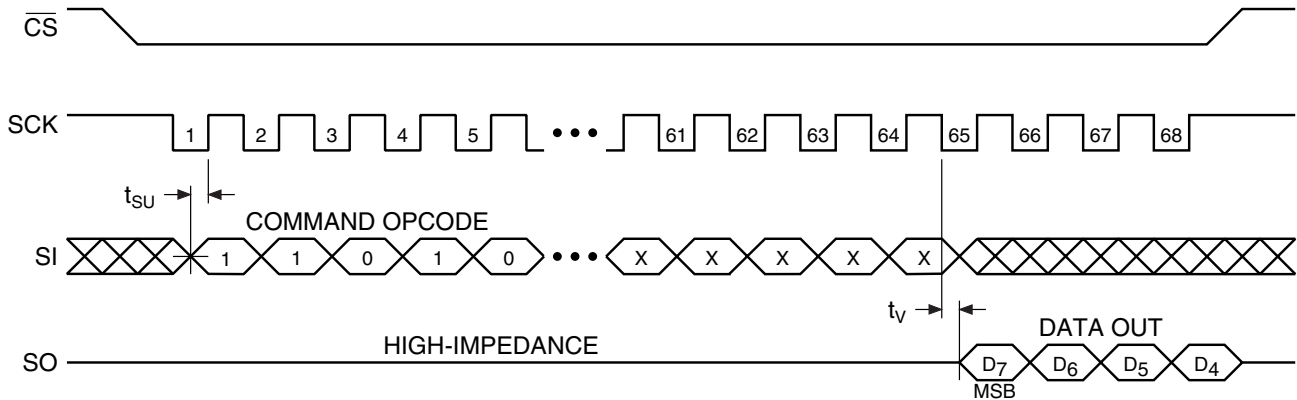 CS
SCK 1 2 3 4 5 ••• 61 62 63 64 65 66 67 68
tSU
COMMAND OPCODE
SI 1 1 0 1 0 ••• X X X X X
tV
DATA OUT
HIGH-IMPEDANCE
SO D7 D6 D5 D4
MSB